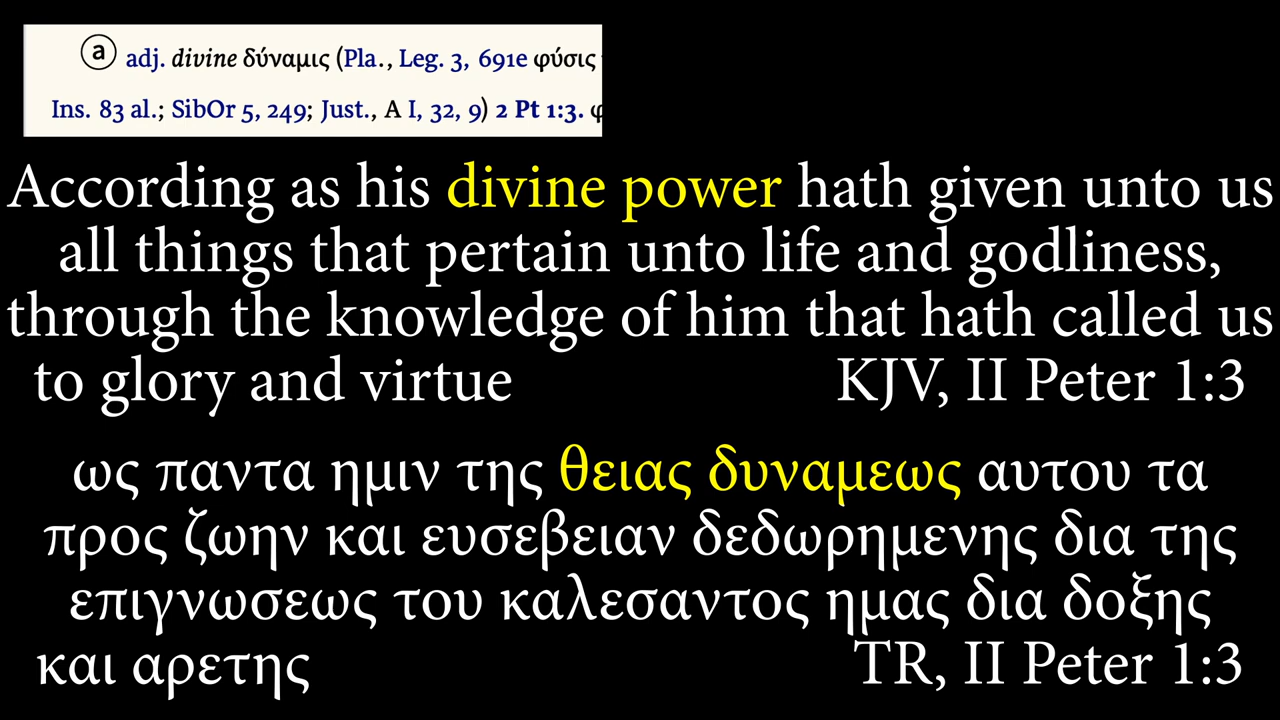 ⓐ adj. divine δύναμις (Pla., Leg. 3, 691e φύσις
Ins. 83 al.; SibOr 5, 249; Just., A I, 32, 9) 2 Pt 1:3.
According as his divine power hath given unto us
all things that pertain unto life and godliness,
through the knowledge of him that hath called us
to glory and virtue KJV, II Peter 1:3
ως παντα ημιν της θειας δυναμεως αυτου τα
προς ζωην και ευσεβειαν δεδωρημενης δια της
επιγνωσεως του καλεσαντος ημας δια δοξης
και αρετης TR, II Peter 1:3